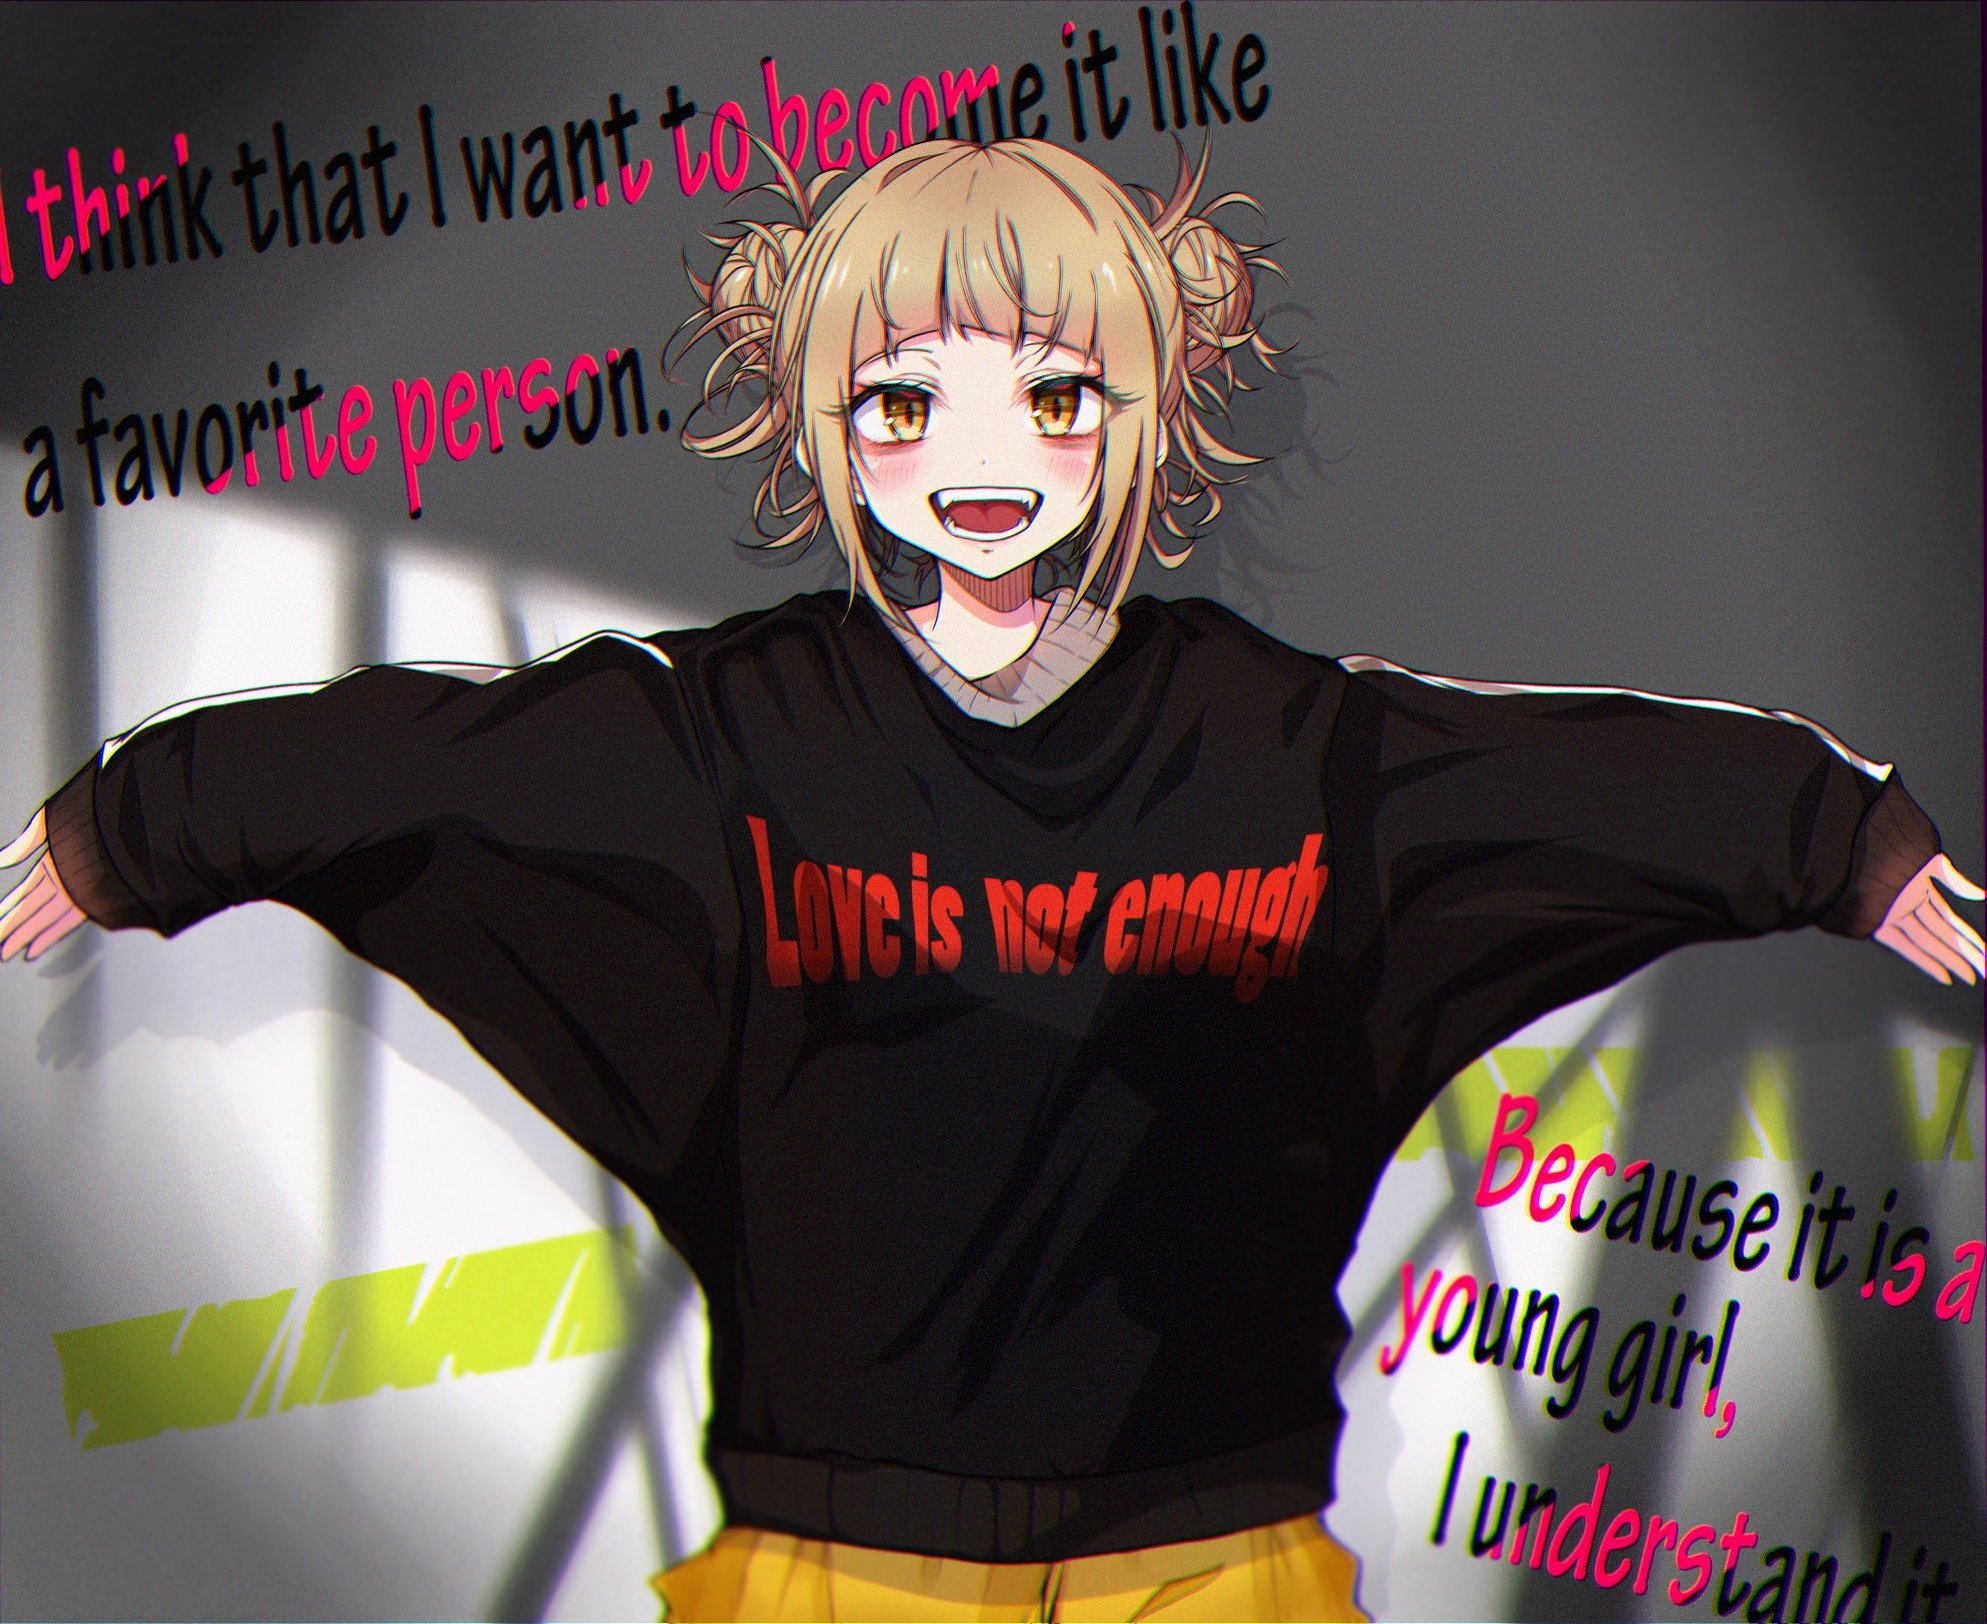 I think that I want to become it like
a favorite person.
Love is not enough
Because it is a
young girl,
I understand it